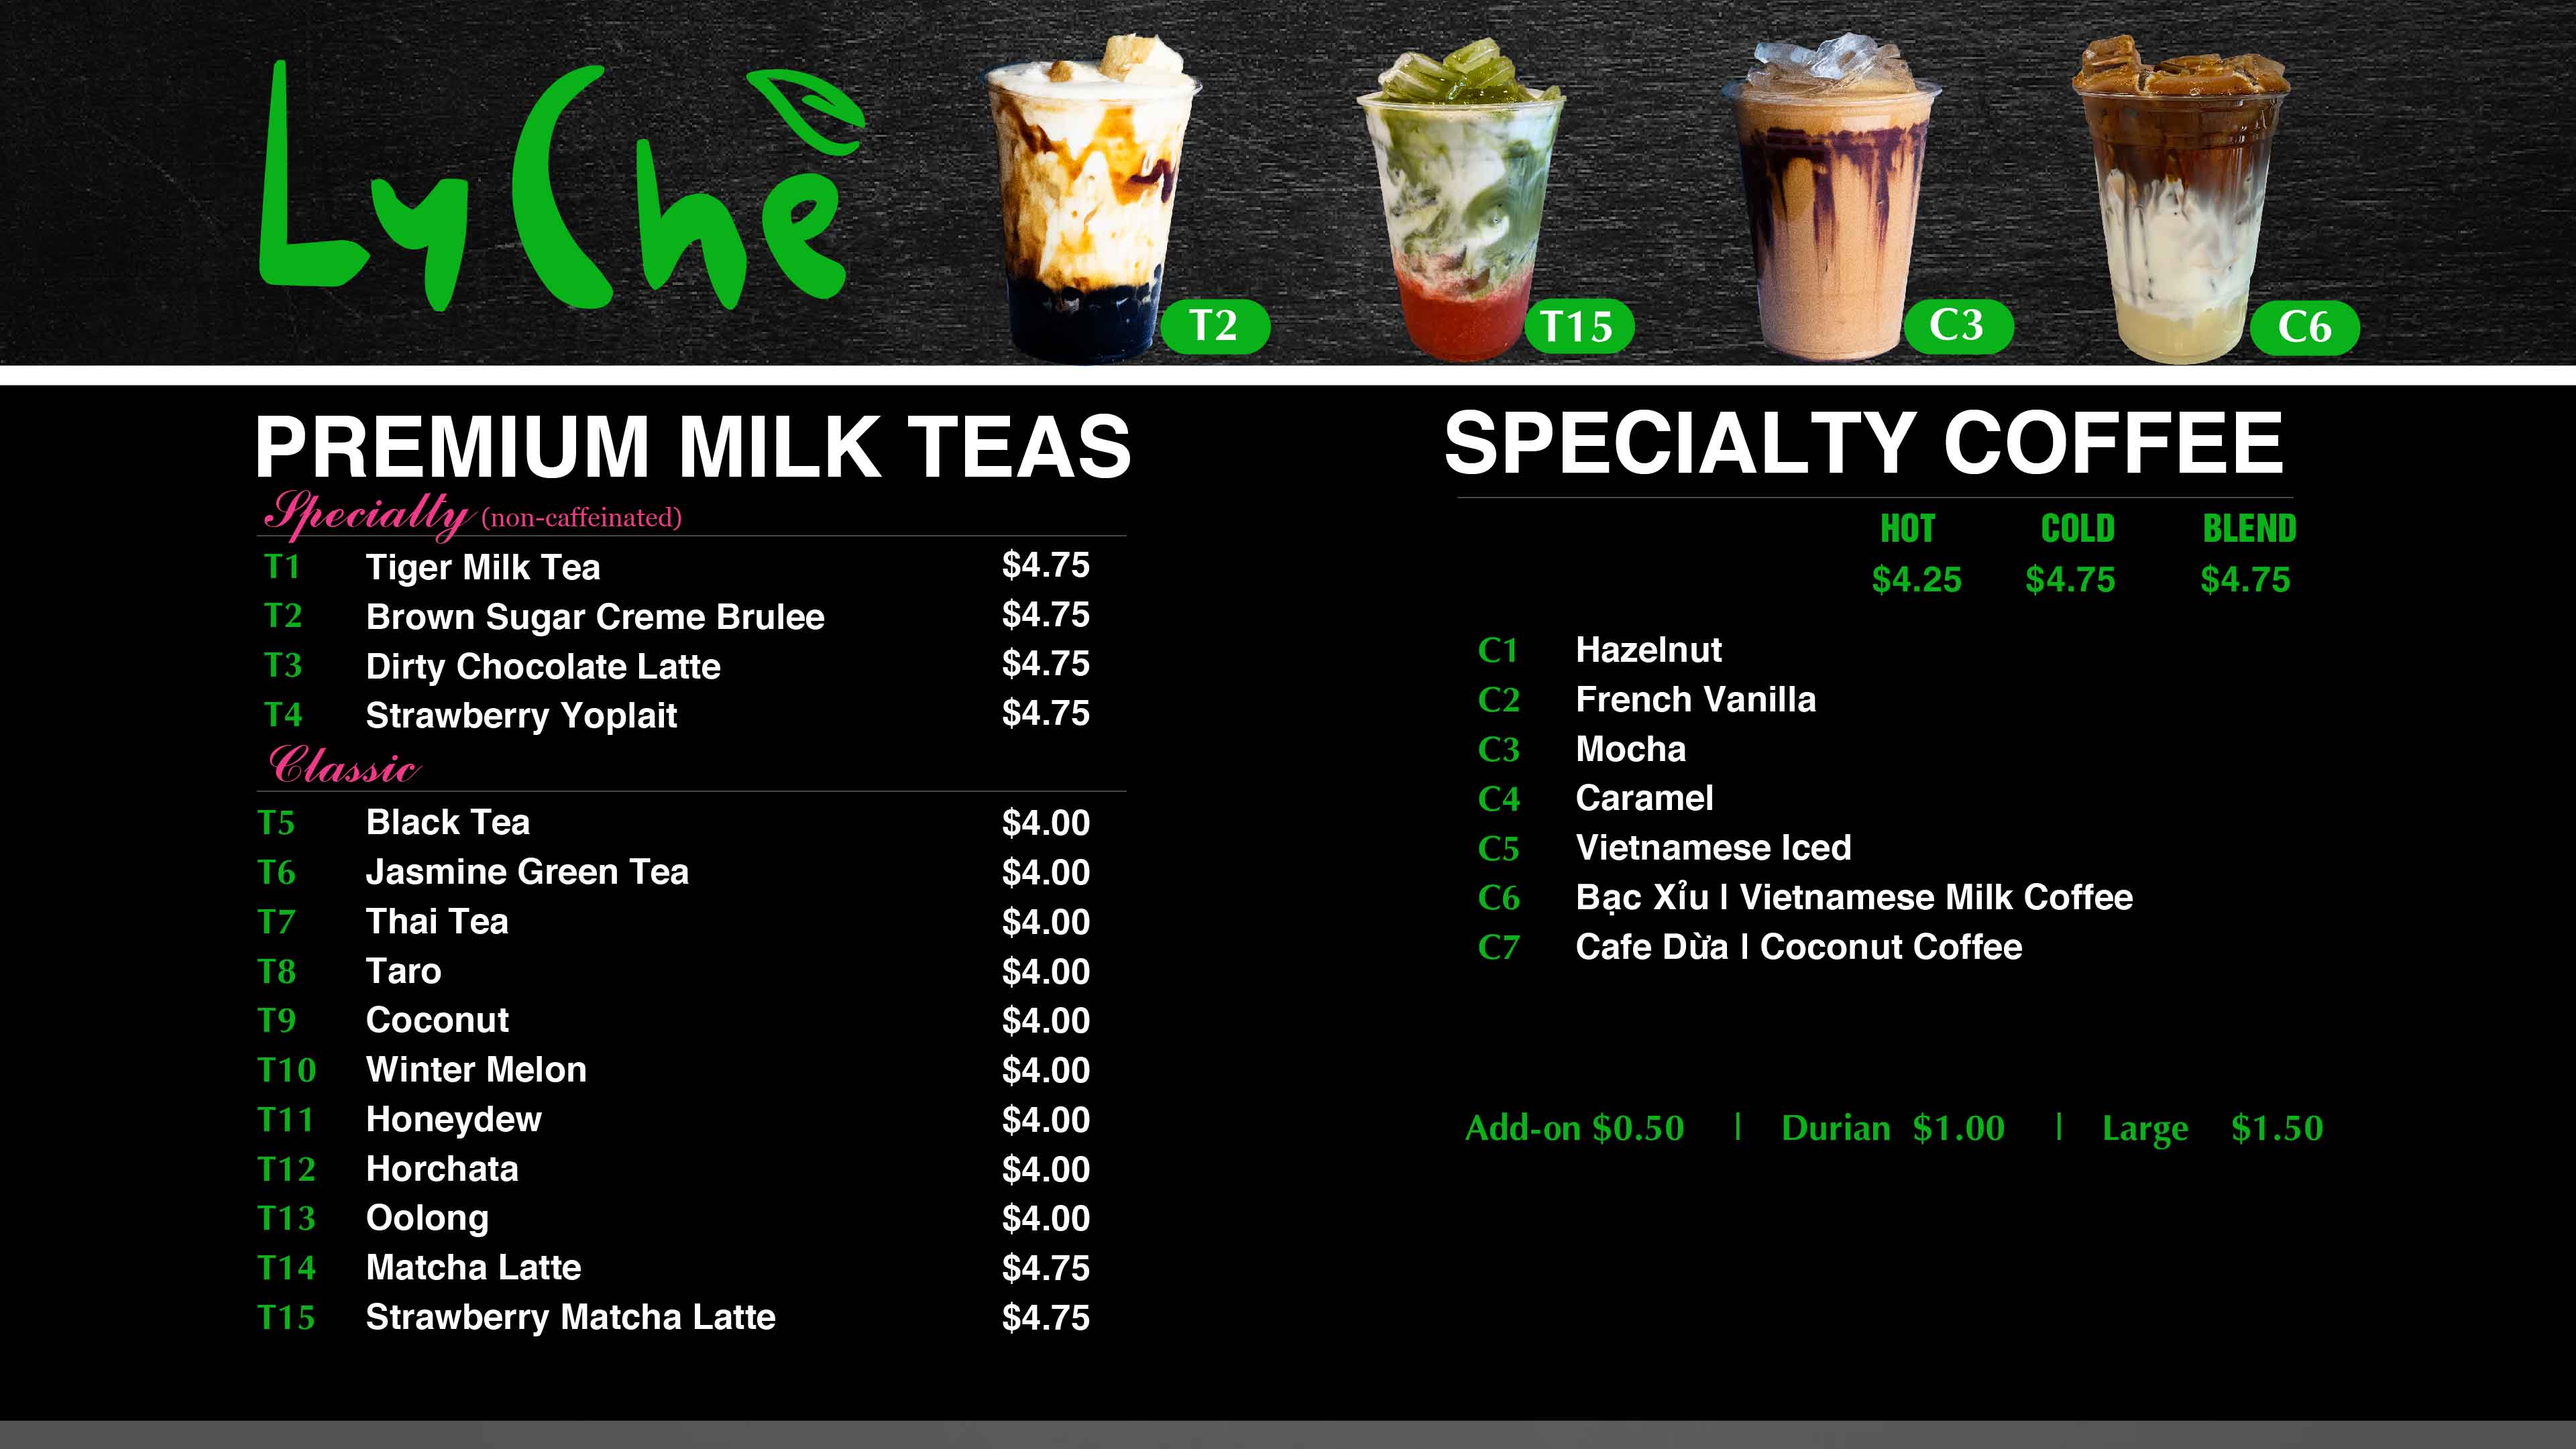 LyChè
T2
T15
C3
C6
PREMIUM MILK TEAS
Specialty (non-caffeinated)
T1 Tiger Milk Tea $4.75
T2 Brown Sugar Creme Brulee $4.75
T3 Dirty Chocolate Latte $4.75
T4 Strawberry Yoplait $4.75
Classic
T5 Black Tea $4.00
T6 Jasmine Green Tea $4.00
T7 Thai Tea $4.00
T8 Taro $4.00
T9 Coconut $4.00
T10 Winter Melon $4.00
T11 Honeydew $4.00
T12 Horchata $4.00
T13 Oolong $4.00
T14 Matcha Latte $4.75
T15 Strawberry Matcha Latte $4.75
SPECIALTY COFFEE
HOT COLD BLEND
$4.25 $4.75 $4.75
C1 Hazelnut
C2 French Vanilla
C3 Mocha
C4 Caramel
C5 Vietnamese Iced
C6 Bạc Xỉu | Vietnamese Milk Coffee
C7 Cafe Dừa | Coconut Coffee
Add-on $0.50 | Durian $1.00 | Large $1.50